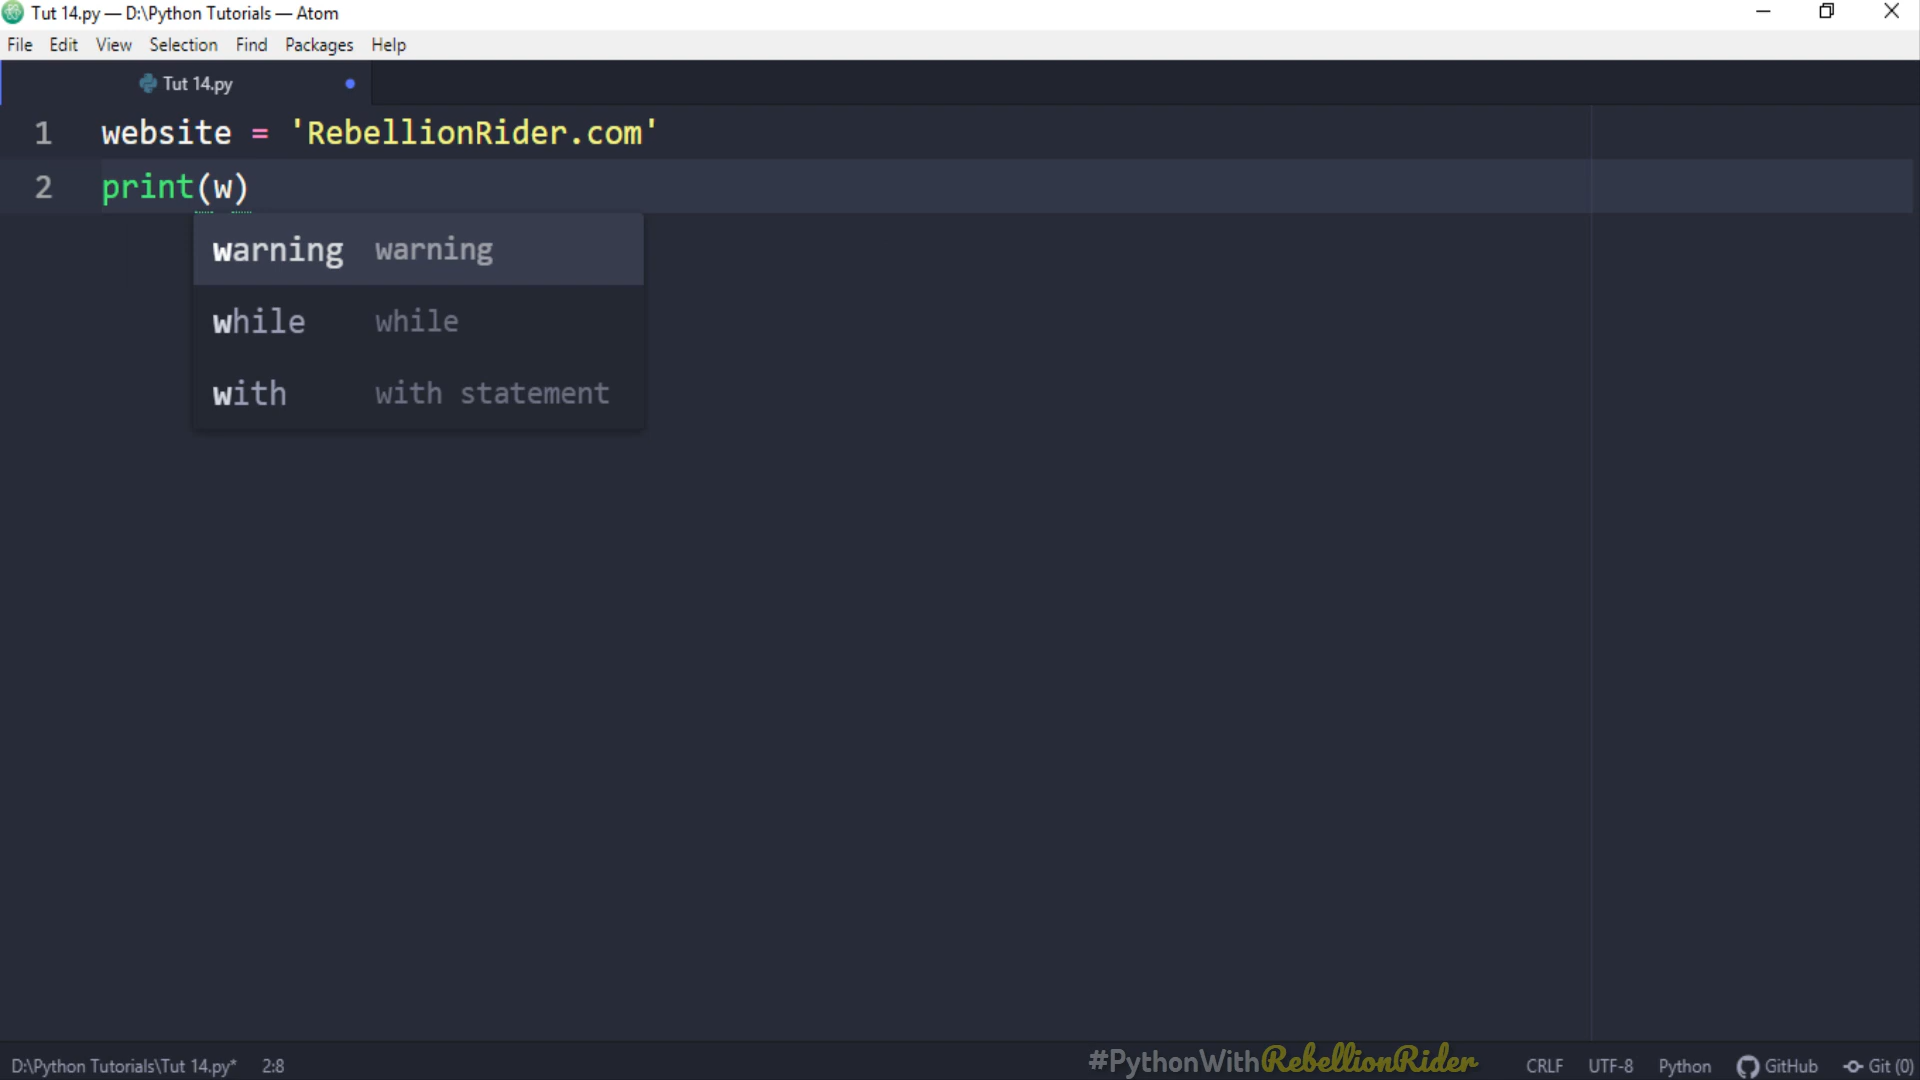 Tut 14.py — D:\Python Tutorials — Atom
File Edit View Selection Find Packages Help
Tut 14.py
1 website = 'RebellionRider.com'
2 print(w)
warning warning
while while
with with statement
D:\Python Tutorials\Tut 14.py* 2:8 #PythonWithRebellionRider CRLF UTF-8 Python GitHub Git (0)